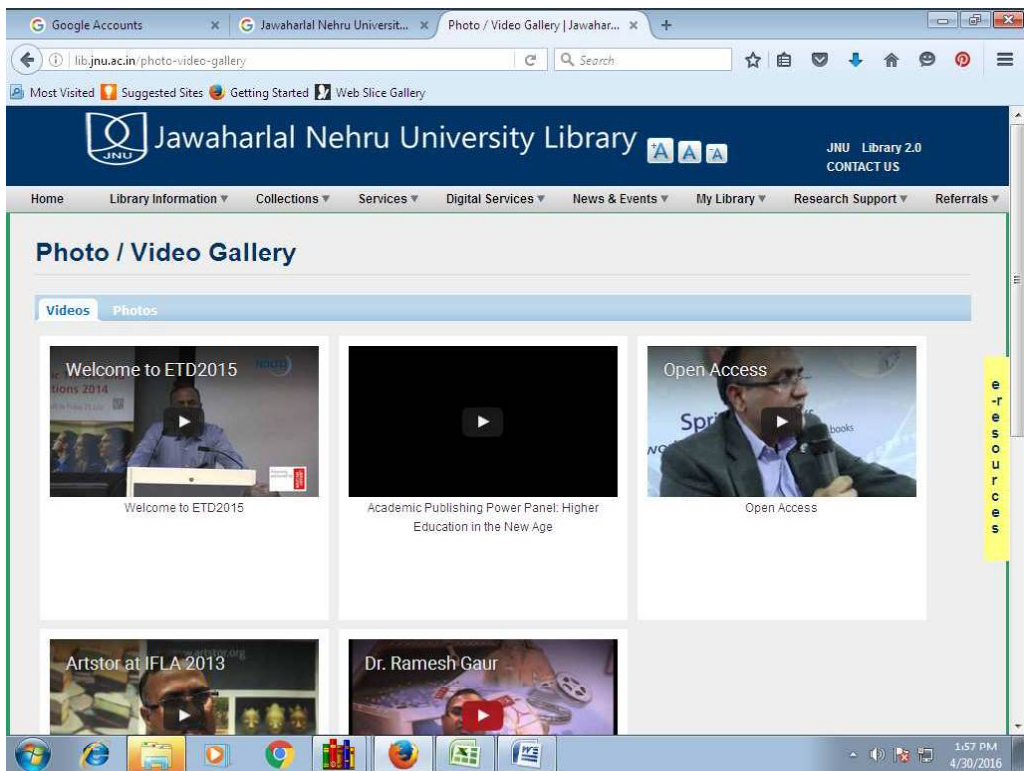 Google Accounts
Jawaharlal Nehru Universit...
Photo / Video Gallery | Jawahar...
lib.jnu.ac.in/photo-video-gallery
Search
Most Visited
Suggested Sites
Getting Started
Web Slice Gallery
JNU
Jawaharlal Nehru University Library
+A A -A
JNU Library 2.0
CONTACT US
Home Library Information Collections Services Digital Services News & Events My Library Research Support Referrals
Photo / Video Gallery
Videos Photos
Welcome to ETD2015
tions 2014
Welcome to ETD2015
Academic Publishing Power Panel: Higher
Education in the New Age
Open Access
Spri
books
Open Access
e-resources
Artstor at IFLA 2013
Dr. Ramesh Gaur
1:57 PM
4/30/2016